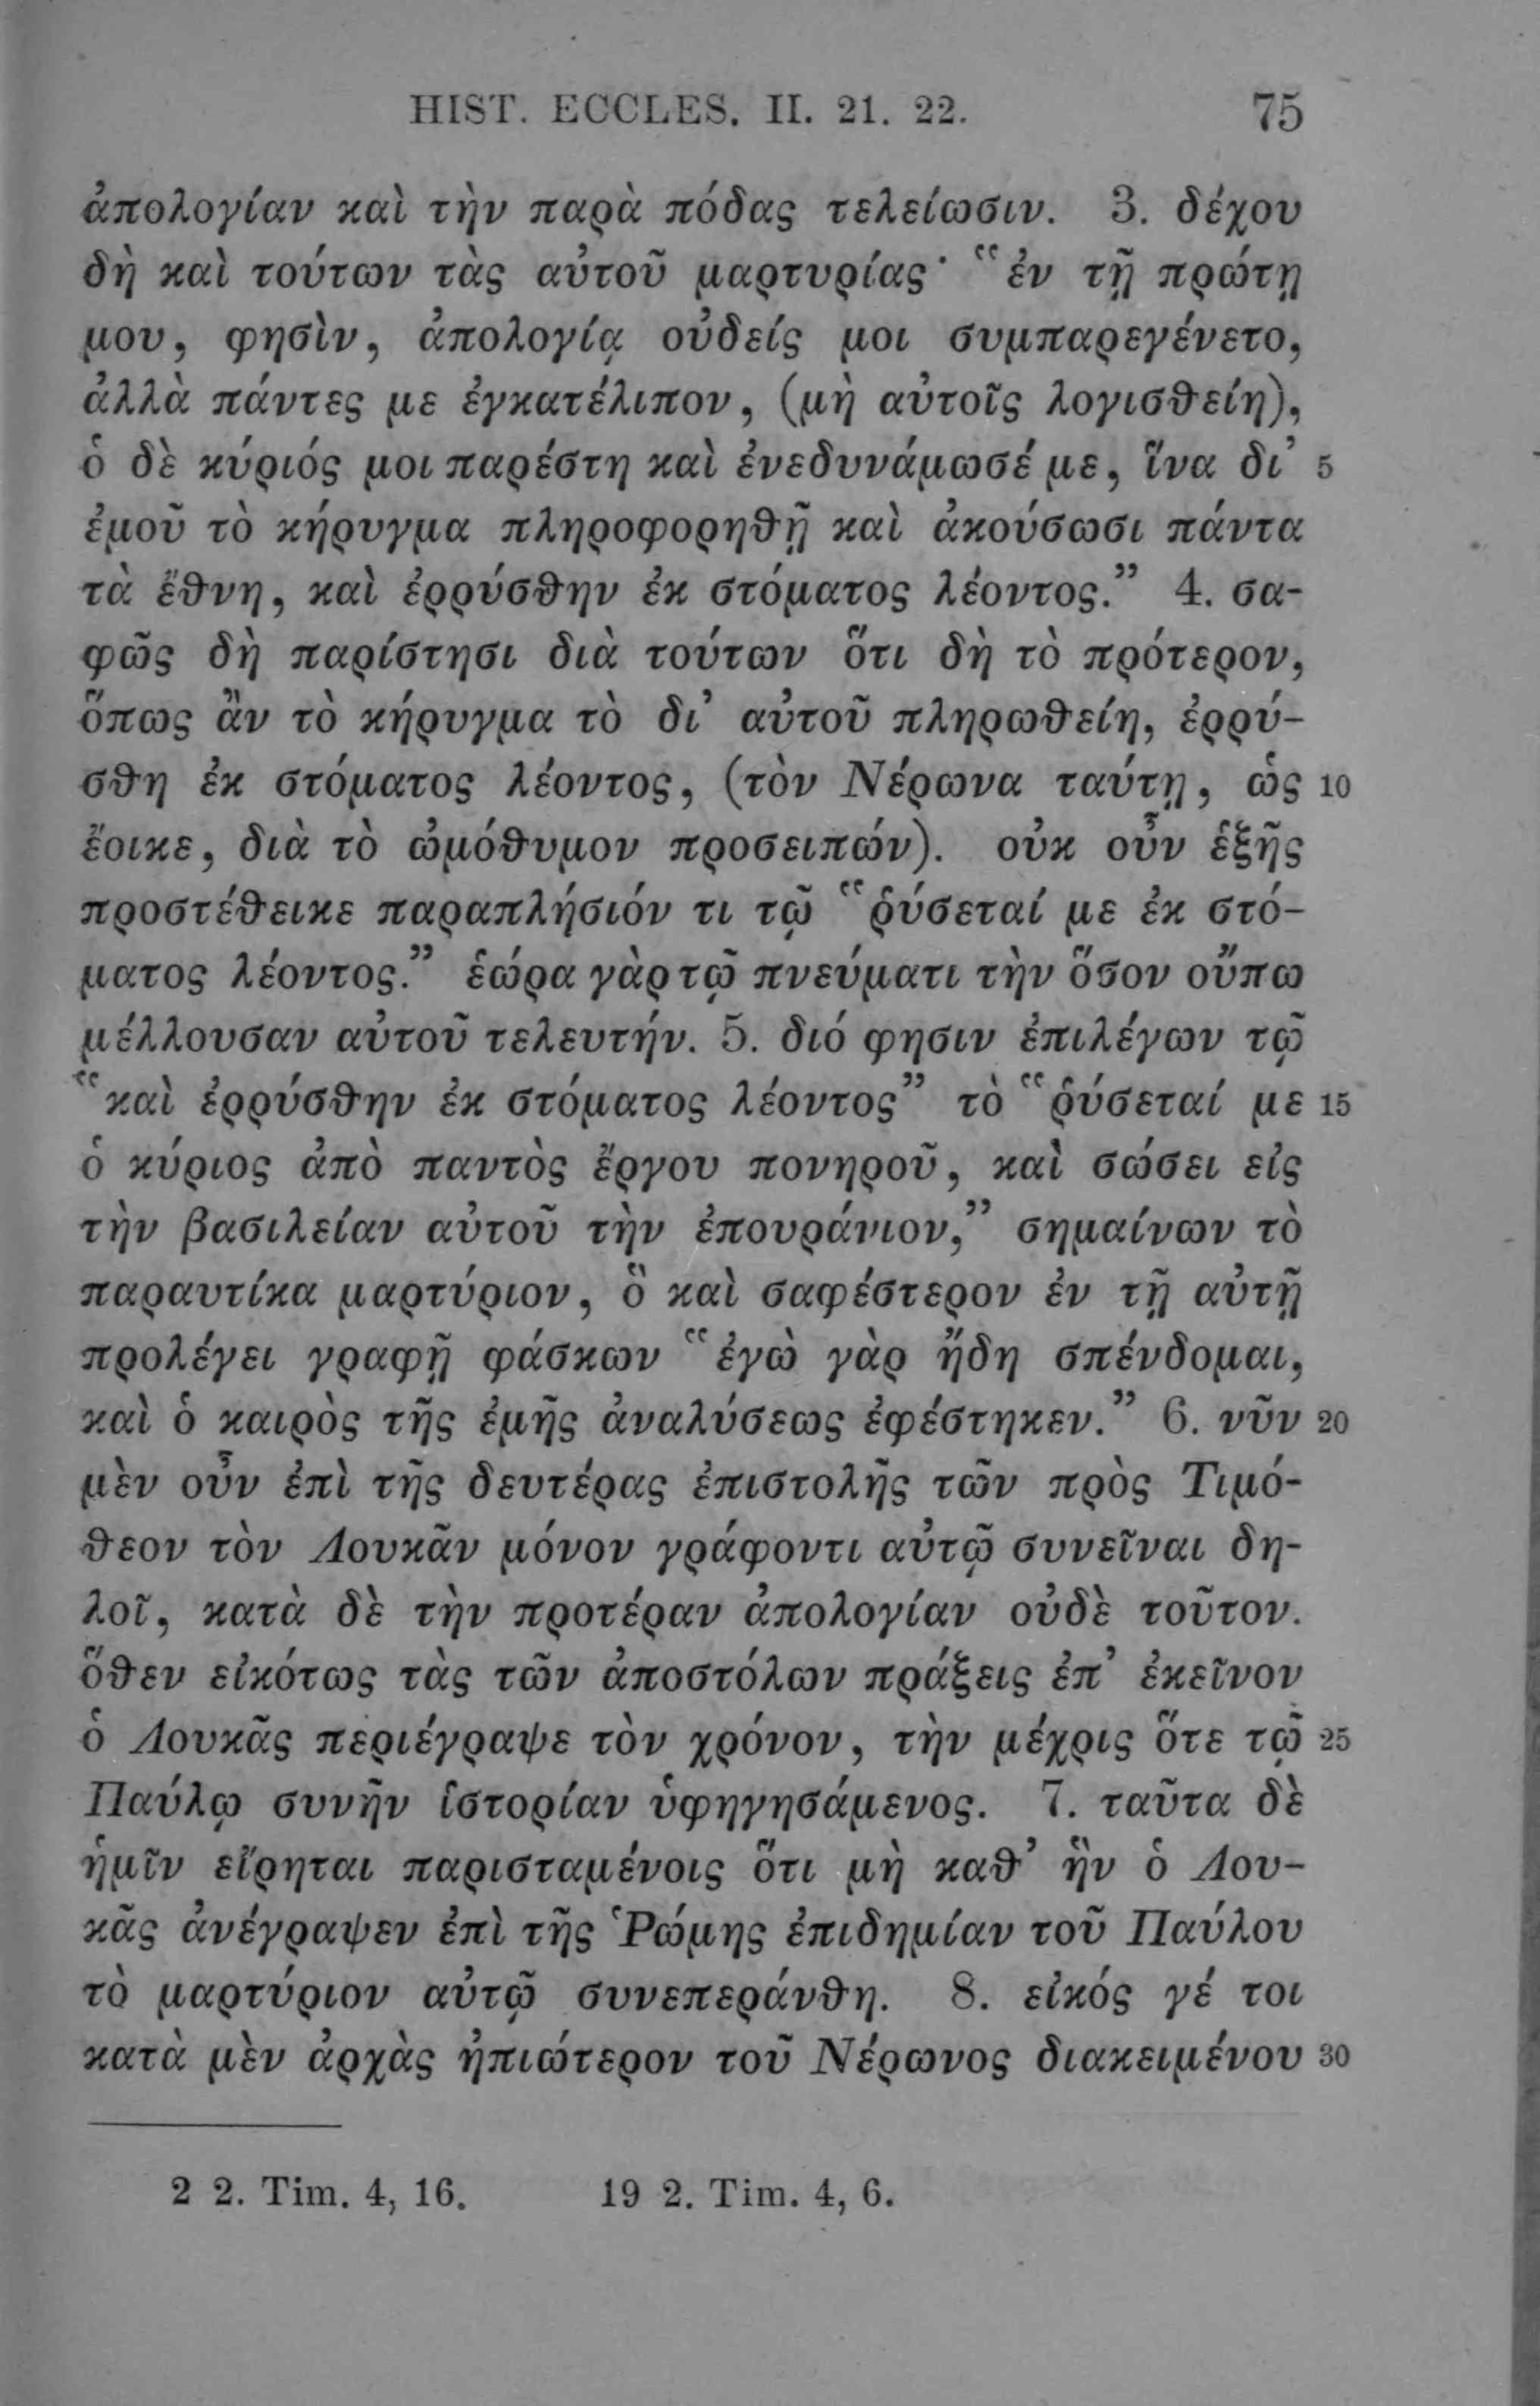 HIST. ECCLES. II. 21. 22. 75
ἀπολογίαν καὶ τὴν παρὰ πόδας τελείωσιν. 3. δέχου
δὴ καὶ τούτων τὰς αὐτοῦ μαρτυρίας· “ἐν τῇ πρώτῃ
μου, φησὶν, ἀπολογίᾳ οὐδείς μοι συμπαρεγένετο,
ἀλλὰ πάντες με ἐγκατέλιπον, (μὴ αὐτοῖς λογισθείη),
ὁ δὲ κύριός μοι παρέστη καὶ ἐνεδυνάμωσέ με, ἵνα δι’ 5
ἐμοῦ τὸ κήρυγμα πληροφορηθῇ καὶ ἀκούσωσι πάντα
τὰ ἔθνη, καὶ ἐρρύσθην ἐκ στόματος λέοντος.” 4. σα-
φῶς δὴ παρίστησι διὰ τούτων ὅτι δὴ τὸ πρότερον,
ὅπως ἂν τὸ κήρυγμα τὸ δι’ αὐτοῦ πληρωθείη, ἐρρύ-
σθη ἐκ στόματος λέοντος, (τὸν Νέρωνα ταύτῃ, ὡς 10
ἔοικε, διὰ τὸ ὠμόθυμον προσειπών). οὐκ οὖν ἑξῆς
προστέθεικε παραπλήσιόν τι τῷ “ῥύσεταί με ἐκ στό-
ματος λέοντος.” ἑώρα γὰρ τῷ πνεύματι τὴν ὅσον οὔπω
μέλλουσαν αὐτοῦ τελευτήν. 5. διό φησιν ἐπιλέγων τῷ
“καὶ ἐρρύσθην ἐκ στόματος λέοντος” τὸ “ῥύσεταί με 15
ὁ κύριος ἀπὸ παντὸς ἔργου πονηροῦ, καὶ σώσει εἰς
τὴν βασιλείαν αὐτοῦ τὴν ἐπουράνιον,” σημαίνων τὸ
παραυτίκα μαρτύριον, ὃ καὶ σαφέστερον ἐν τῇ αὐτῇ
προλέγει γραφῇ φάσκων “ἐγὼ γὰρ ἤδη σπένδομαι,
καὶ ὁ καιρὸς τῆς ἐμῆς ἀναλύσεως ἐφέστηκεν.” 6. νῦν 20
μὲν οὖν ἐπὶ τῆς δευτέρας ἐπιστολῆς τῶν πρὸς Τιμό-
θεον τὸν Λουκᾶν μόνον γράφοντι αὐτῷ συνεῖναι δη-
λοῖ, κατὰ δὲ τὴν προτέραν ἀπολογίαν οὐδὲ τοῦτον.
ὅθεν εἰκότως τὰς τῶν ἀποστόλων πράξεις ἐπ’ ἐκεῖνον
ὁ Λουκᾶς περιέγραψε τὸν χρόνον, τὴν μέχρις ὅτε τῷ 25
Παύλῳ συνῆν ἱστορίαν ὑφηγησάμενος. 7. ταῦτα δὲ
ἡμῖν εἴρηται παρισταμένοις ὅτι μὴ καθ’ ἣν ὁ Λου-
κᾶς ἀνέγραψεν ἐπὶ τῆς Ῥώμης ἐπιδημίαν τοῦ Παύλου
τὸ μαρτύριον αὐτῷ συνεπεράνθη. 8. εἰκός γέ τοι
κατὰ μὲν ἀρχὰς ἠπιώτερον τοῦ Νέρωνος διακειμένου 30
2 2. Tim. 4, 16. 19 2. Tim. 4, 6.